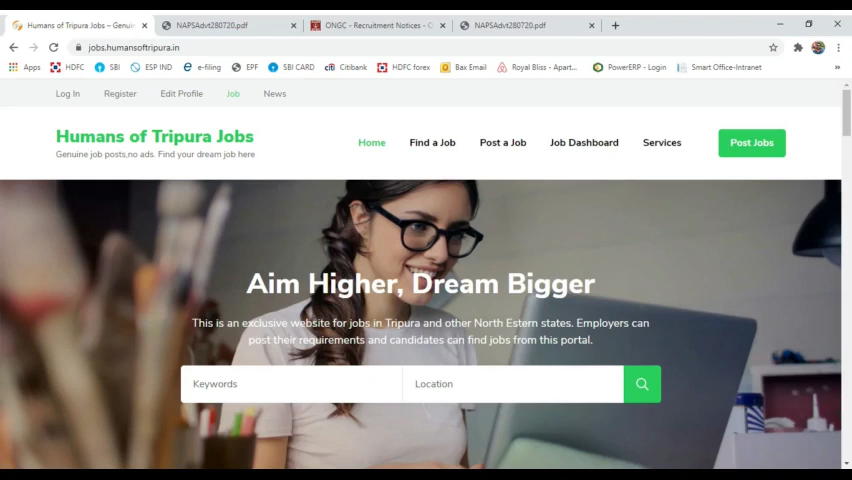 Humans of Tripura Jobs – Genuin
NAPSAdvt280720.pdf
ONGC - Recruitment Notices - O
NAPSAdvt280720.pdf
jobs.humansoftripura.in
Apps
HDFC
SBI
ESP IND
e-filing
EPF
SBI CARD
citi Citibank
HDFC forex
Bax Email
Royal Bliss - Apart...
PowerERP - Login
Smart Office-Intranet
Log In
Register
Edit Profile
Job
News
Humans of Tripura Jobs
Genuine job posts,no ads. Find your dream job here
Home
Find a Job
Post a Job
Job Dashboard
Services
Post Jobs
Aim Higher, Dream Bigger
This is an exclusive website for jobs in Tripura and other North Estern states. Employers can
post their requirements and candidates can find jobs from this portal.
Keywords
Location